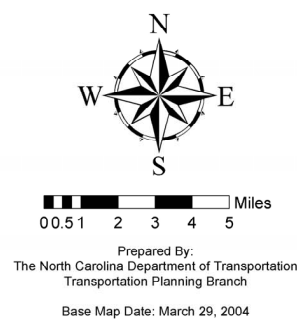 N
W E
S
Miles
0 0.5 1 2 3 4 5
Prepared By:
The North Carolina Department of Transportation
Transportation Planning Branch
Base Map Date: March 29, 2004